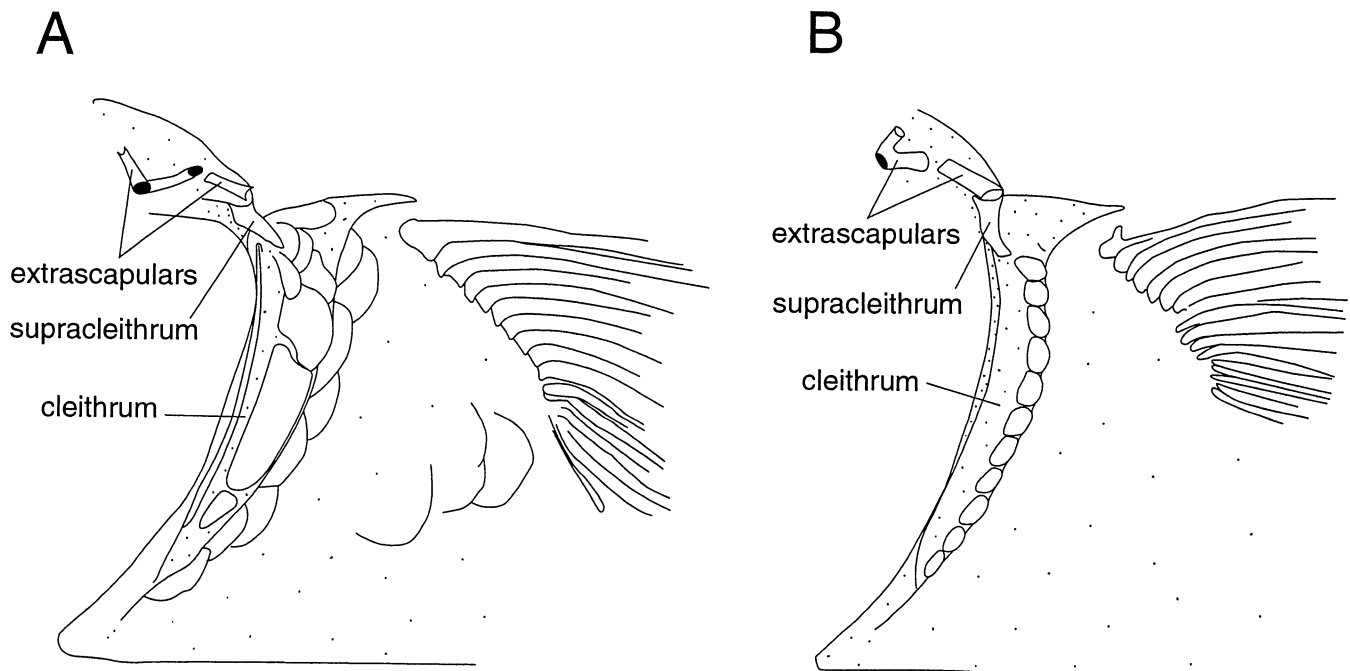 A
extrascapulars
supracleithrum
cleithrum
B
extrascapulars
supracleithrum
cleithrum